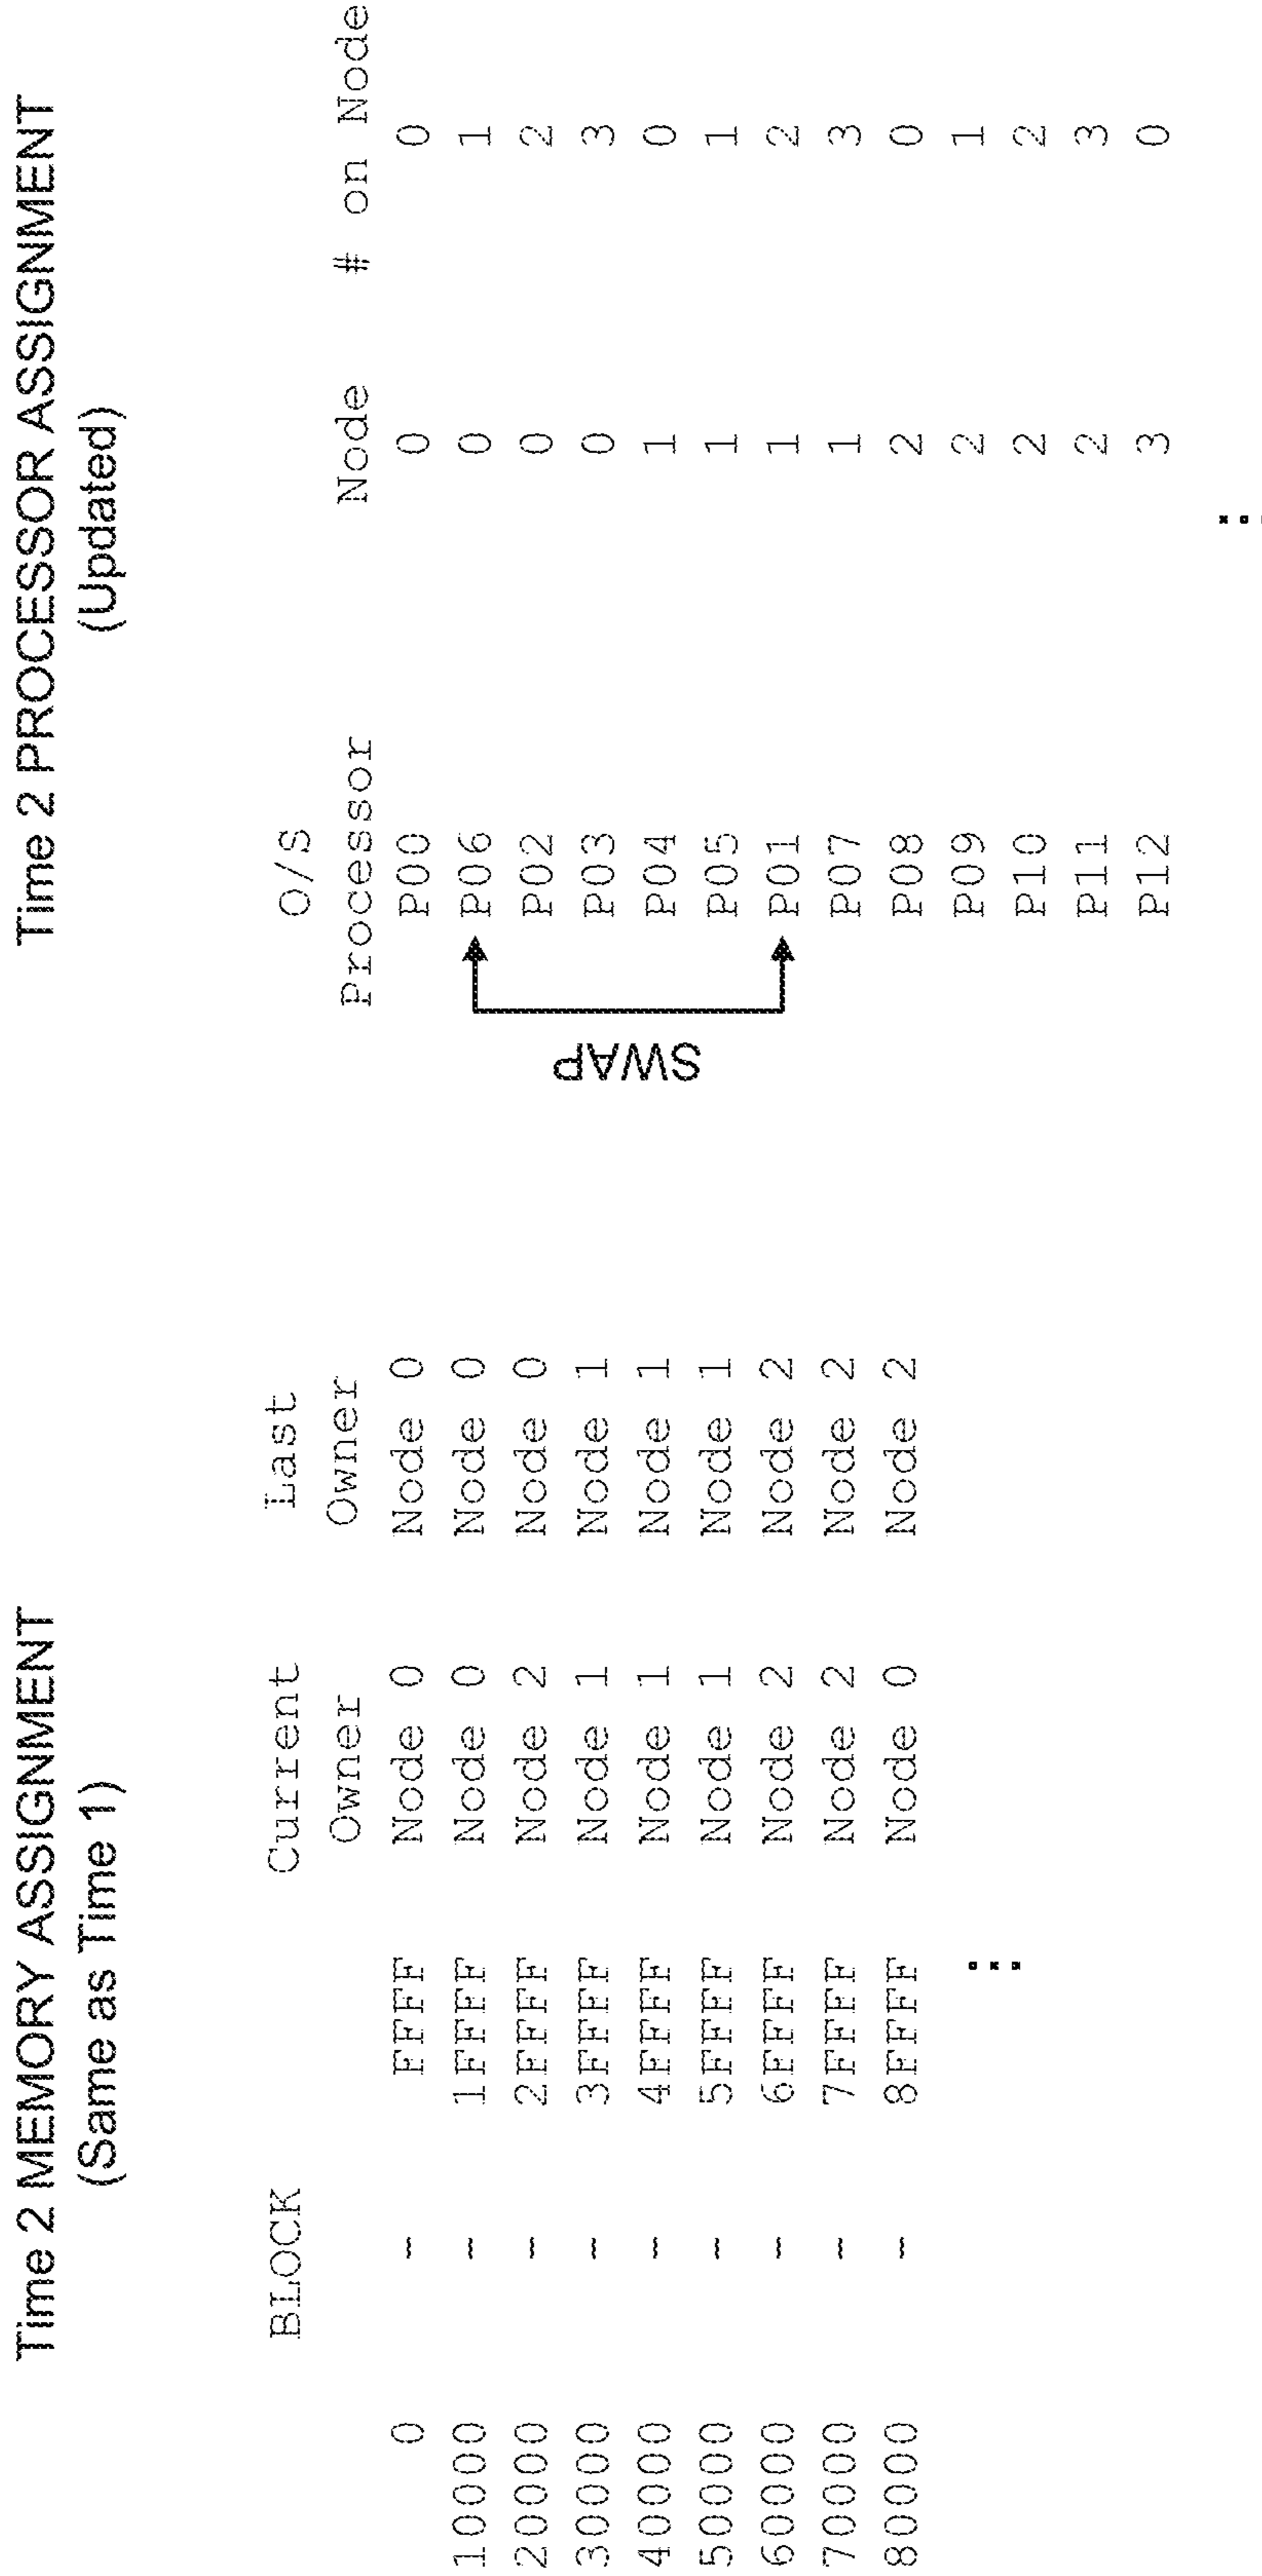 Time 2 MEMORY ASSIGNMENT
(Same as Time 1)
BLOCK Current Last
Owner Owner
0 - FFFF Node 0 Node 0
10000 - 1FFFF Node 0 Node 0
20000 - 2FFFF Node 2 Node 0
30000 - 3FFFF Node 1 Node 1
40000 - 4FFFF Node 1 Node 1
50000 - 5FFFF Node 1 Node 1
60000 - 6FFFF Node 2 Node 2
70000 - 7FFFF Node 2 Node 2
80000 - 8FFFF Node 0 Node 2
...
Time 2 PROCESSOR ASSIGNMENT
(Updated)
O/S
Processor Node # on Node
P00 0 0
P06 0 1
P02 0 2
P03 0 3
P04 1 0
P05 1 1
P01 1 2
P07 1 3
P08 2 0
P09 2 1
P10 2 2
P11 2 3
P12 3 0
...
SWAP